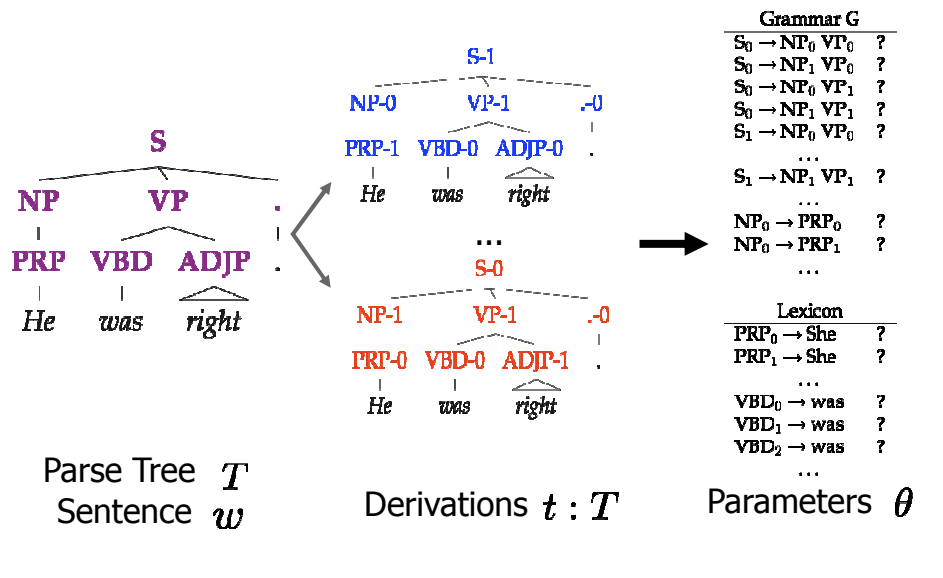 S
NP VP .
PRP VBD ADJP .
He was right
Parse Tree T
Sentence w
S-1
NP-0 VP-1 .-0
PRP-1 VBD-0 ADJP-0 .
He was right
...
S-0
NP-1 VP-1 .-0
PRP-0 VBD-0 ADJP-1 .
He was right
Derivations t : T
Grammar G
S₀ → NP₀ VP₀ ?
S₀ → NP₁ VP₀ ?
S₀ → NP₀ VP₁ ?
S₀ → NP₁ VP₁ ?
S₁ → NP₀ VP₀ ?
...
S₁ → NP₁ VP₁ ?
...
NP₀ → PRP₀ ?
NP₀ → PRP₁ ?
...
Lexicon
PRP₀ → She ?
PRP₁ → She ?
...
VBD₀ → was ?
VBD₁ → was ?
VBD₂ → was ?
...
Parameters θ